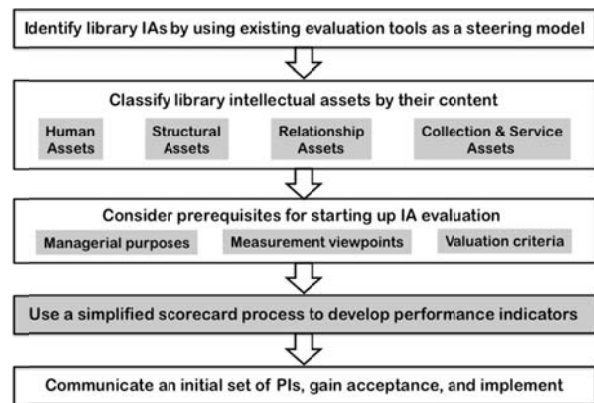 Identify library IAs by using existing evaluation tools as a steering model
Classify library intellectual assets by their content
Human
Assets
Structural
Assets
Relationship
Assets
Collection & Service
Assets
Consider prerequisites for starting up IA evaluation
Managerial purposes
Measurement viewpoints
Valuation criteria
Use a simplified scorecard process to develop performance indicators
Communicate an initial set of PIs, gain acceptance, and implement